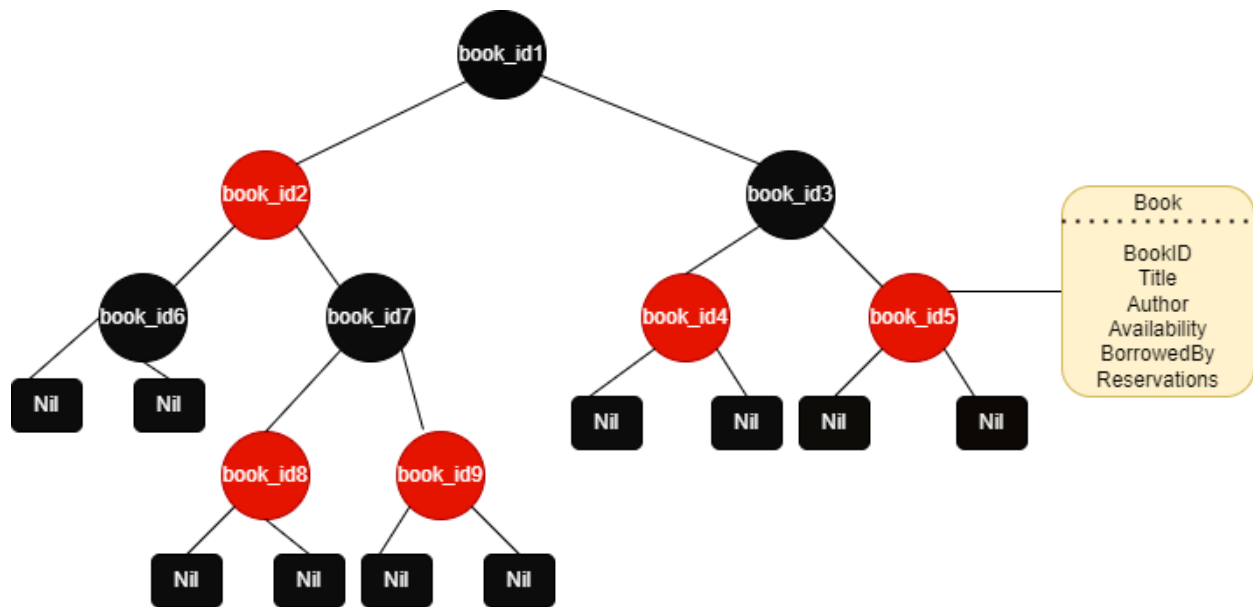 book_id1
book_id2
book_id3
Book
BookID
Title
Author
Availability
BorrowedBy
Reservations
book_id6
book_id7
book_id4
book_id5
Nil
Nil
Nil
Nil
Nil
Nil
book_id8
book_id9
Nil
Nil
Nil
Nil